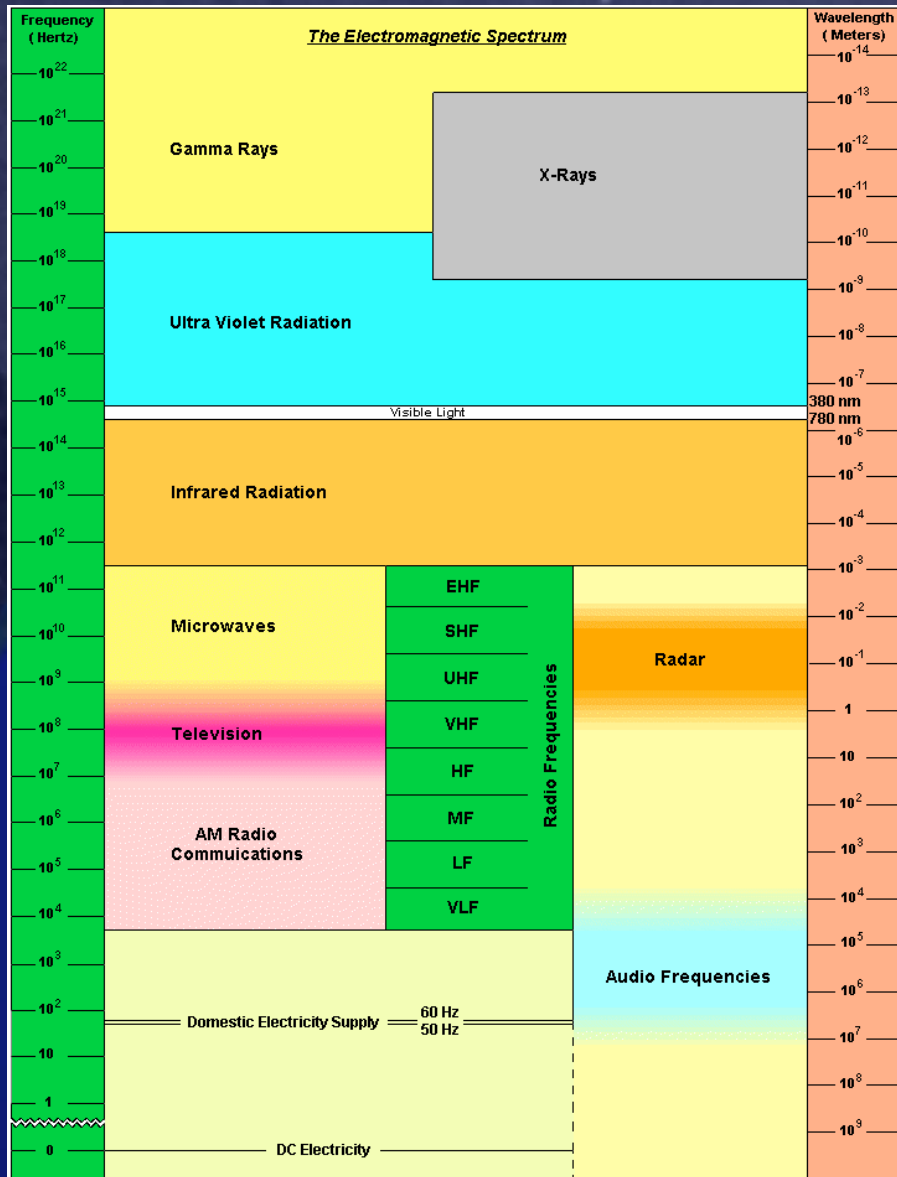 Frequency
( Hertz)
10^22
10^21
10^20
10^19
10^18
10^17
10^16
10^15
10^14
10^13
10^12
10^11
10^10
10^9
10^8
10^7
10^6
10^5
10^4
10^3
10^2
10
1
0
The Electromagnetic Spectrum
Gamma Rays
X-Rays
Ultra Violet Radiation
Visible Light
Infrared Radiation
Microwaves
Television
AM Radio
Commuications
EHF
SHF
UHF
VHF
HF
MF
LF
VLF
Radio Frequencies
Radar
Audio Frequencies
Domestic Electricity Supply
60 Hz
50 Hz
DC Electricity
Wavelength
( Meters)
10^-14
10^-13
10^-12
10^-11
10^-10
10^-9
10^-8
10^-7
380 nm
780 nm
10^-6
10^-5
10^-4
10^-3
10^-2
10^-1
1
10
10^2
10^3
10^4
10^5
10^6
10^7
10^8
10^9